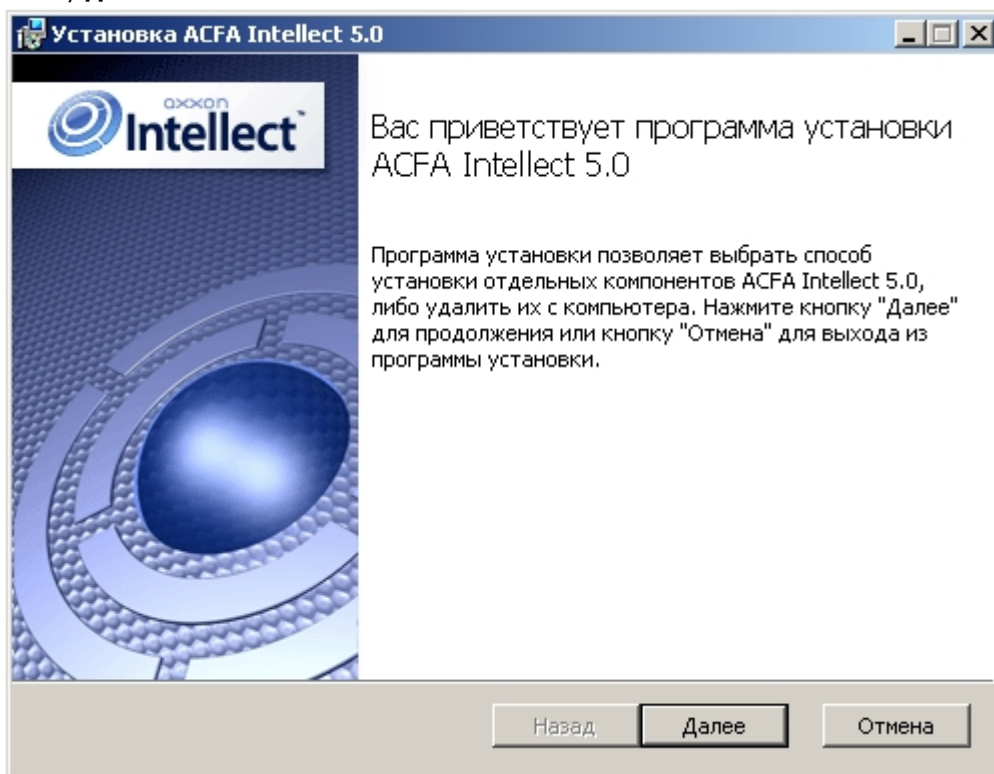 Установка ACFA Intellect 5.0
axxon
Intellect™
Вас приветствует программа установки
ACFA Intellect 5.0
Программа установки позволяет выбрать способ
установки отдельных компонентов ACFA Intellect 5.0,
либо удалить их с компьютера. Нажмите кнопку "Далее"
для продолжения или кнопку "Отмена" для выхода из
программы установки.
Назад
Далее
Отмена